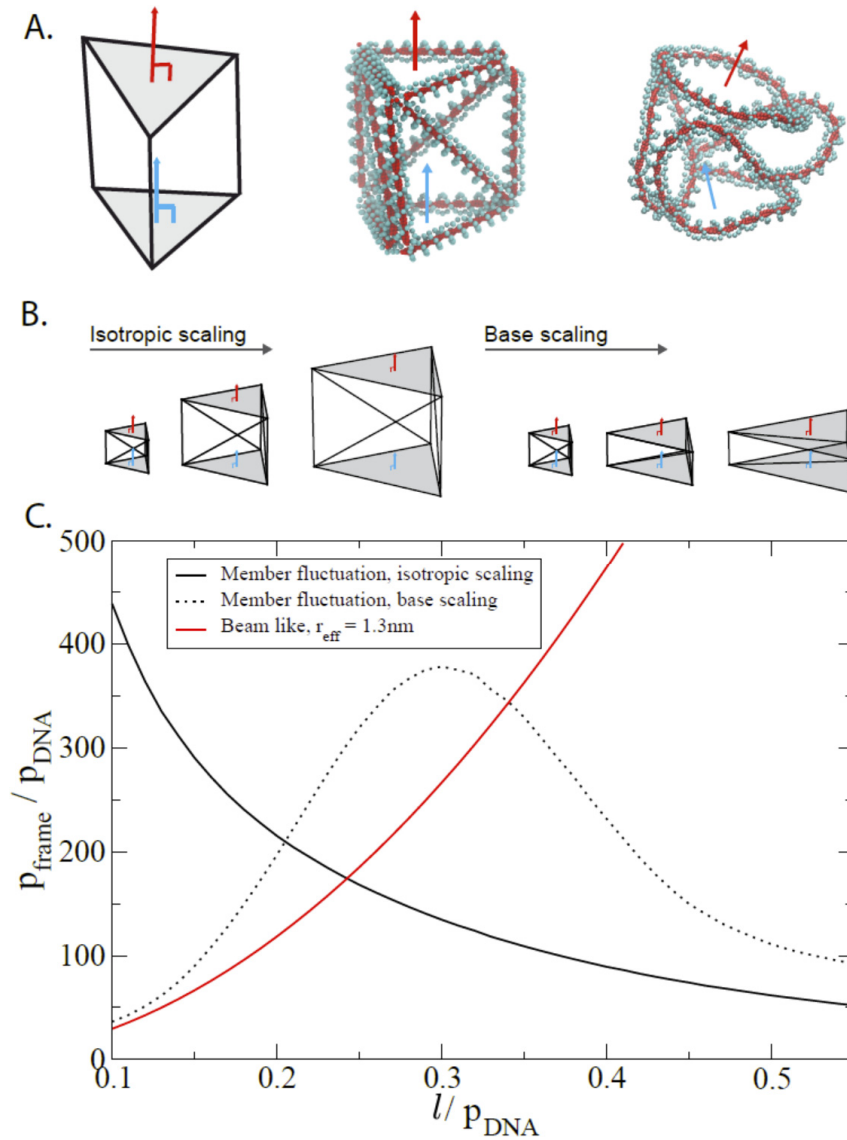 A.
B.
Isotropic scaling
Base scaling
C.
500
400
300
200
100
0
p_frame / p_DNA
Member fluctuation, isotropic scaling
Member fluctuation, base scaling
Beam like, r_eff = 1.3nm
0.1
0.2
0.3
0.4
0.5
l/ p_DNA